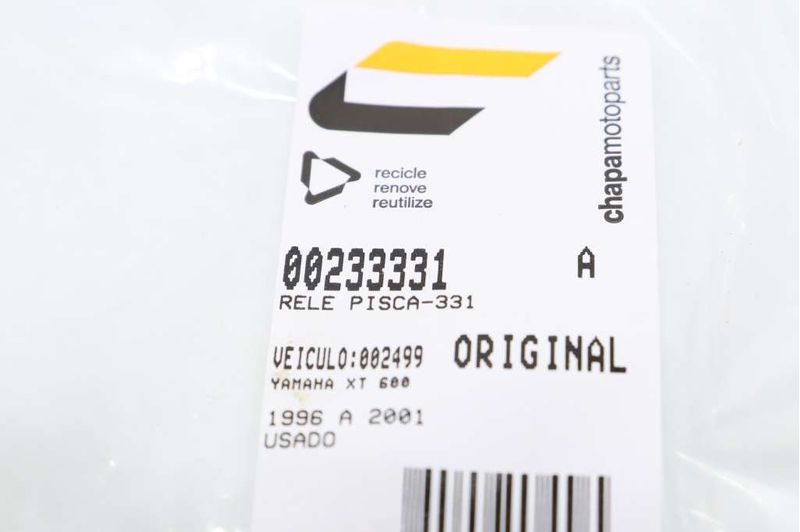 chapamotoparts
recicle
renove
reutilize
00233331 A
RELE PISCA-331
VEICULO:002499 ORIGINAL
YAMAHA XT 600
1996 A 2001
USADO